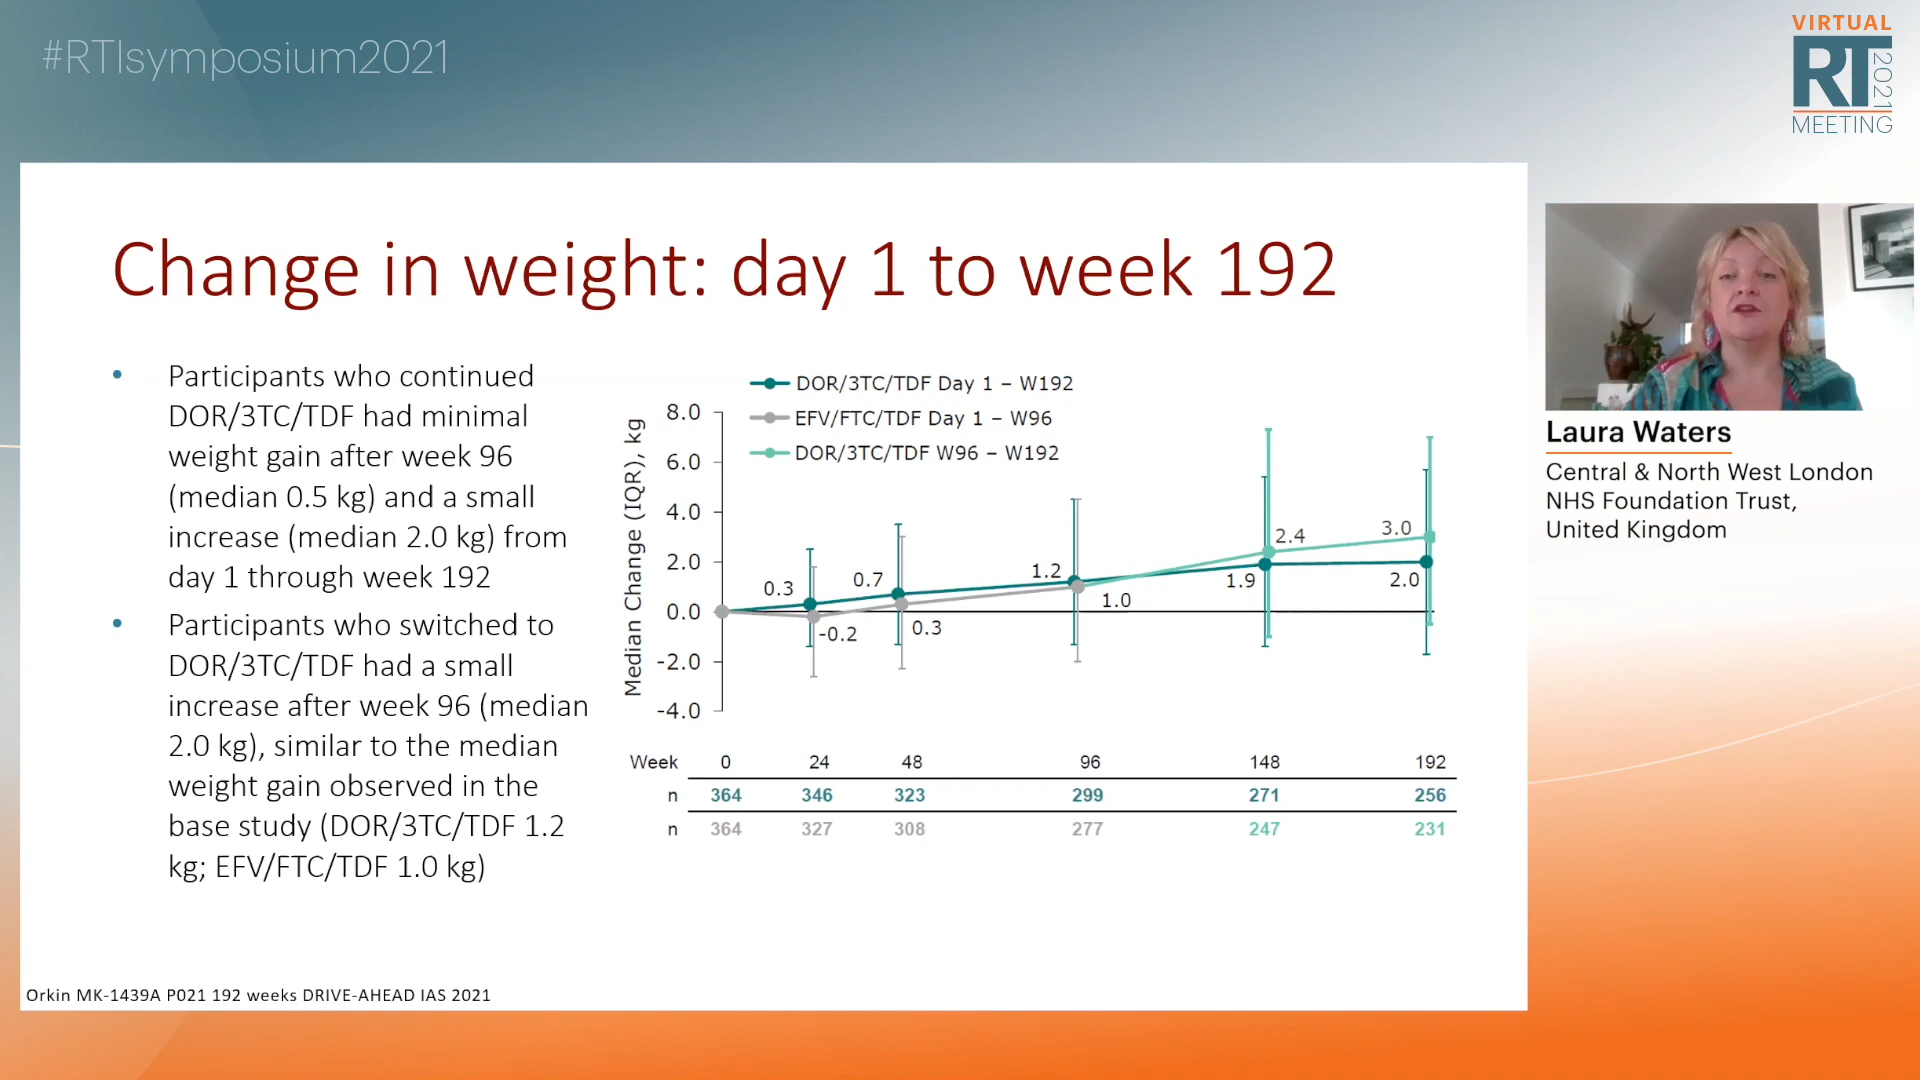 #RTIsymposium2021
VIRTUAL
RT
2021
MEETING
Change in weight: day 1 to week 192
• Participants who continued
DOR/3TC/TDF had minimal
weight gain after week 96
(median 0.5 kg) and a small
increase (median 2.0 kg) from
day 1 through week 192
• Participants who switched to
DOR/3TC/TDF had a small
increase after week 96 (median
2.0 kg), similar to the median
weight gain observed in the
base study (DOR/3TC/TDF 1.2
kg; EFV/FTC/TDF 1.0 kg)
DOR/3TC/TDF Day 1 – W192
EFV/FTC/TDF Day 1 – W96
DOR/3TC/TDF W96 – W192
Median Change (IQR), kg
8.0
6.0
4.0
2.0
0.0
-2.0
-4.0
0.3
0.7
1.2
1.9
2.0
-0.2
0.3
1.0
2.4
3.0
Week 0 24 48 96 148 192
n 364 346 323 299 271 256
n 364 327 308 277 247 231
Orkin MK-1439A P021 192 weeks DRIVE-AHEAD IAS 2021
Laura Waters
Central & North West London
NHS Foundation Trust,
United Kingdom